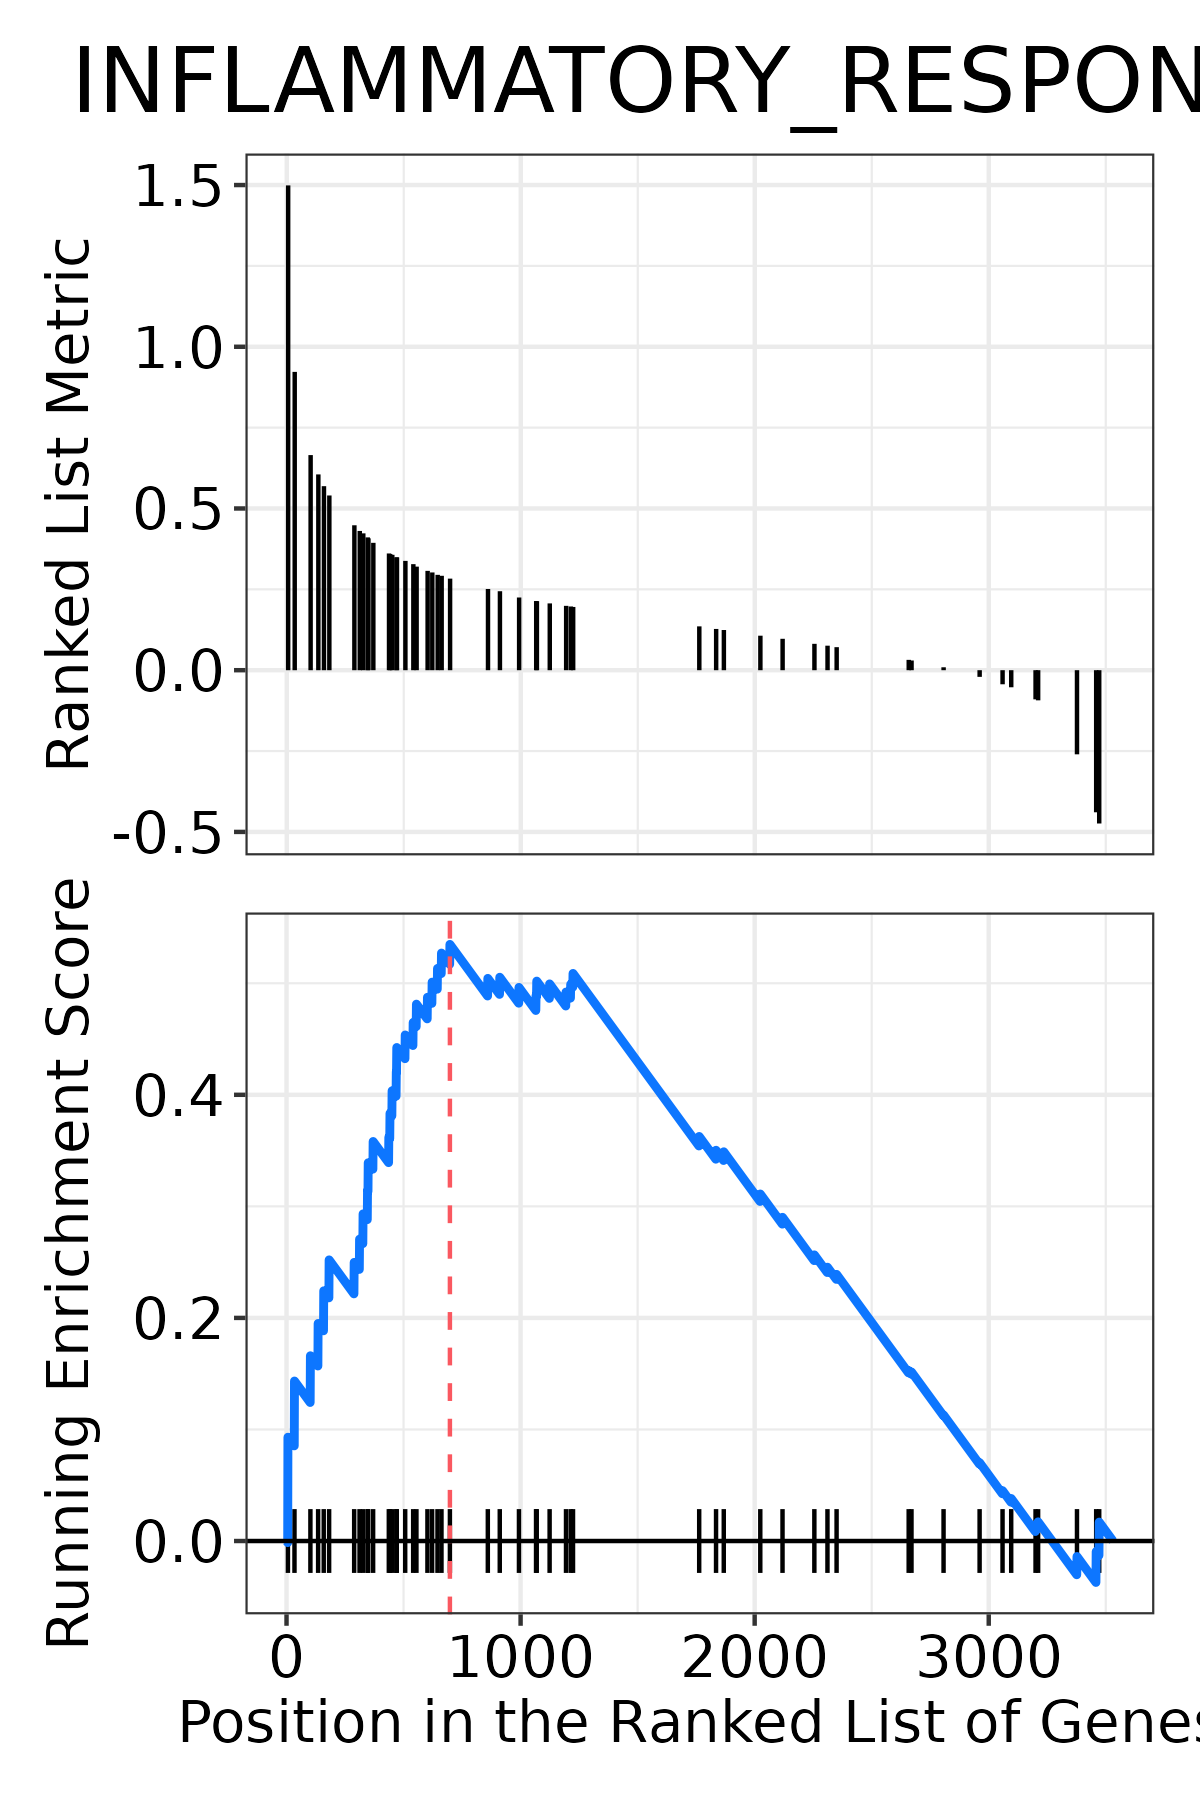 INFLAMMATORY_RESPON
1.5
1.0
0.5
0.0
-0.5
Ranked List Metric
0.4
0.2
0.0
Running Enrichment Score
0 1000 2000 3000
Position in the Ranked List of Genes